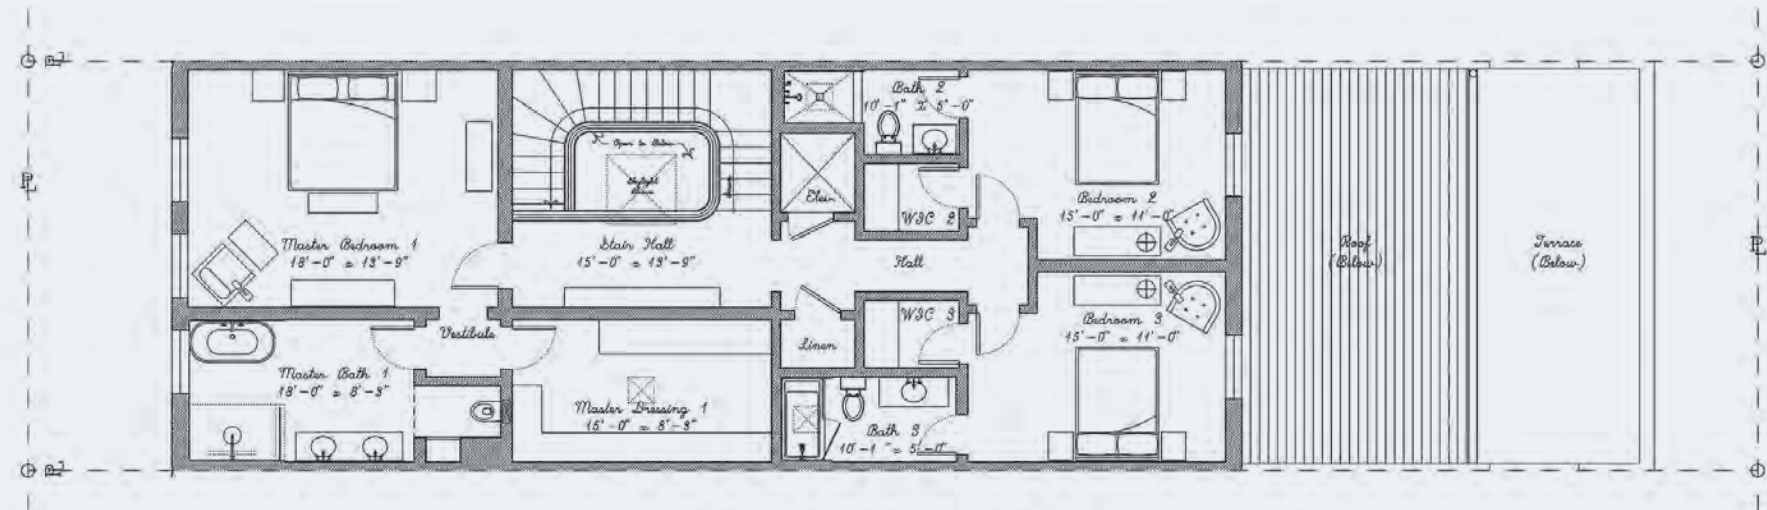 Bath 2
10'-1" x 5'-0"
Open to Below
Skylight
Above
Elev.
Bedroom 2
15'-0" x 11'-0"
WIC 2
Master Bedroom 1
18'-0" x 13'-9"
Stair Hall
15'-0" x 13'-9"
Hall
Roof
(Below)
Terrace
(Below)
Vestibule
WIC 3
Bedroom 3
15'-0" x 11'-0"
Linen
Master Bath 1
18'-0" x 8'-3"
Master Dressing 1
15'-0" x 8'-3"
Bath 3
10'-1" x 5'-0"